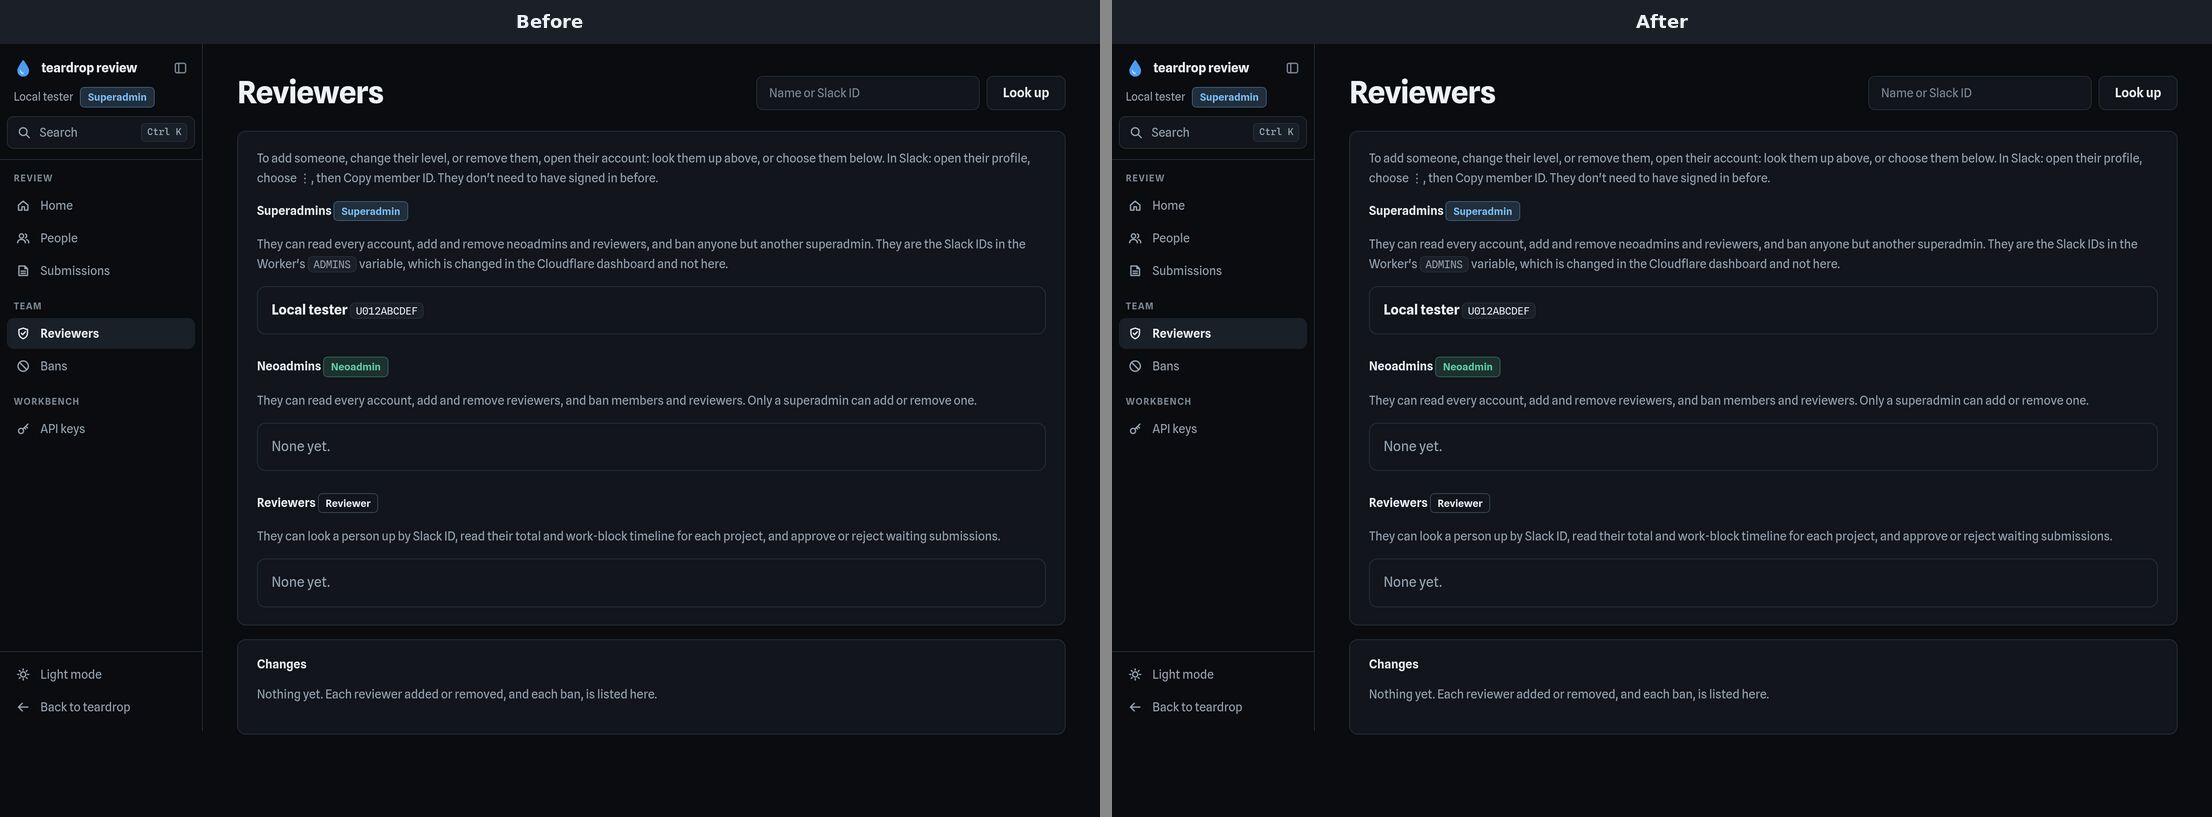 Before
teardrop review
Local tester Superadmin
Search Ctrl K
REVIEW
Home
People
Submissions
TEAM
Reviewers
Bans
WORKBENCH
API keys
Light mode
Back to teardrop
Reviewers
Name or Slack ID
Look up
To add someone, change their level, or remove them, open their account: look them up above, or choose them below. In Slack: open their profile,
choose ⋮, then Copy member ID. They don't need to have signed in before.
Superadmins Superadmin
They can read every account, add and remove neoadmins and reviewers, and ban anyone but another superadmin. They are the Slack IDs in the
Worker's ADMINS variable, which is changed in the Cloudflare dashboard and not here.
Local tester U012ABCDEF
Neoadmins Neoadmin
They can read every account, add and remove reviewers, and ban members and reviewers. Only a superadmin can add or remove one.
None yet.
Reviewers Reviewer
They can look a person up by Slack ID, read their total and work-block timeline for each project, and approve or reject waiting submissions.
None yet.
Changes
Nothing yet. Each reviewer added or removed, and each ban, is listed here.
After
teardrop review
Local tester Superadmin
Search Ctrl K
REVIEW
Home
People
Submissions
TEAM
Reviewers
Bans
WORKBENCH
API keys
Light mode
Back to teardrop
Reviewers
Name or Slack ID
Look up
To add someone, change their level, or remove them, open their account: look them up above, or choose them below. In Slack: open their profile,
choose ⋮, then Copy member ID. They don't need to have signed in before.
Superadmins Superadmin
They can read every account, add and remove neoadmins and reviewers, and ban anyone but another superadmin. They are the Slack IDs in the
Worker's ADMINS variable, which is changed in the Cloudflare dashboard and not here.
Local tester U012ABCDEF
Neoadmins Neoadmin
They can read every account, add and remove reviewers, and ban members and reviewers. Only a superadmin can add or remove one.
None yet.
Reviewers Reviewer
They can look a person up by Slack ID, read their total and work-block timeline for each project, and approve or reject waiting submissions.
None yet.
Changes
Nothing yet. Each reviewer added or removed, and each ban, is listed here.